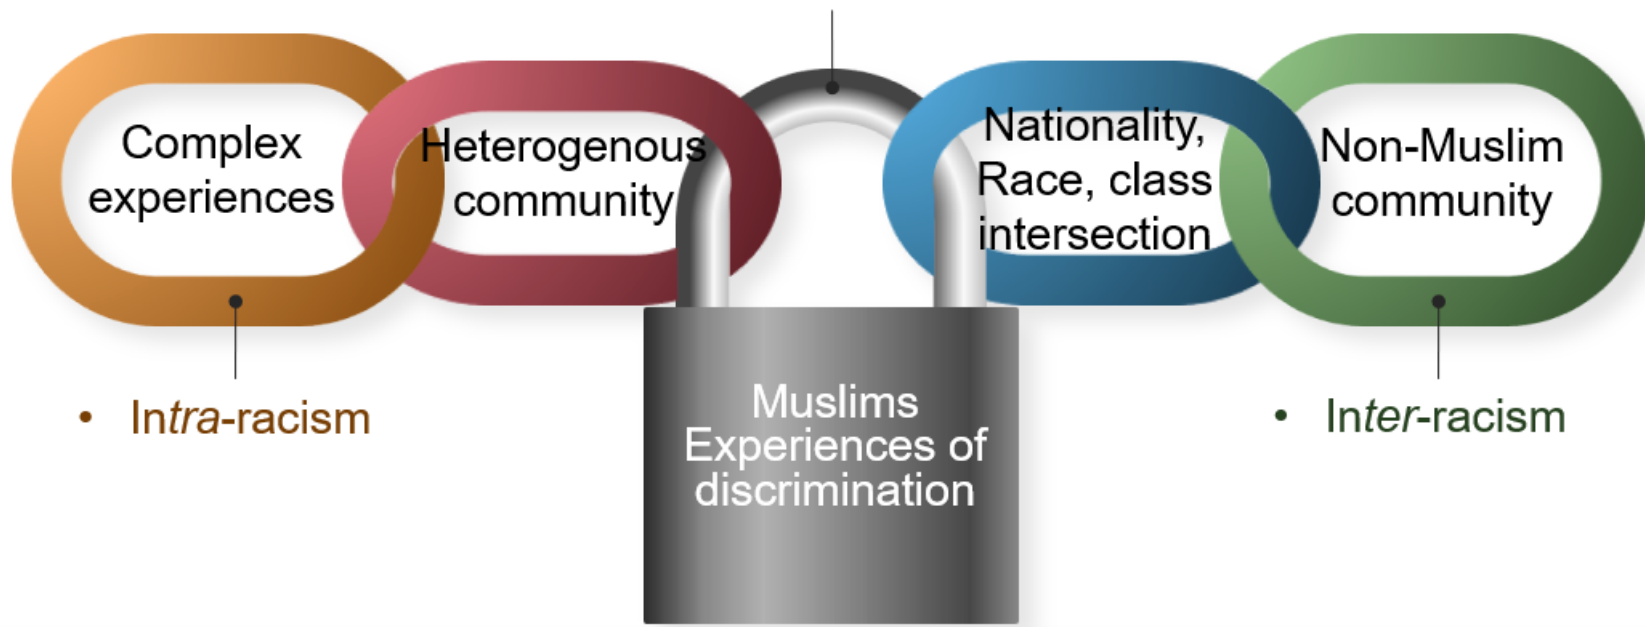 Complex
experiences
Heterogenous
community
Nationality,
Race, class
intersection
Non-Muslim
community
• Intra-racism
Muslims
Experiences of
discrimination
• Inter-racism